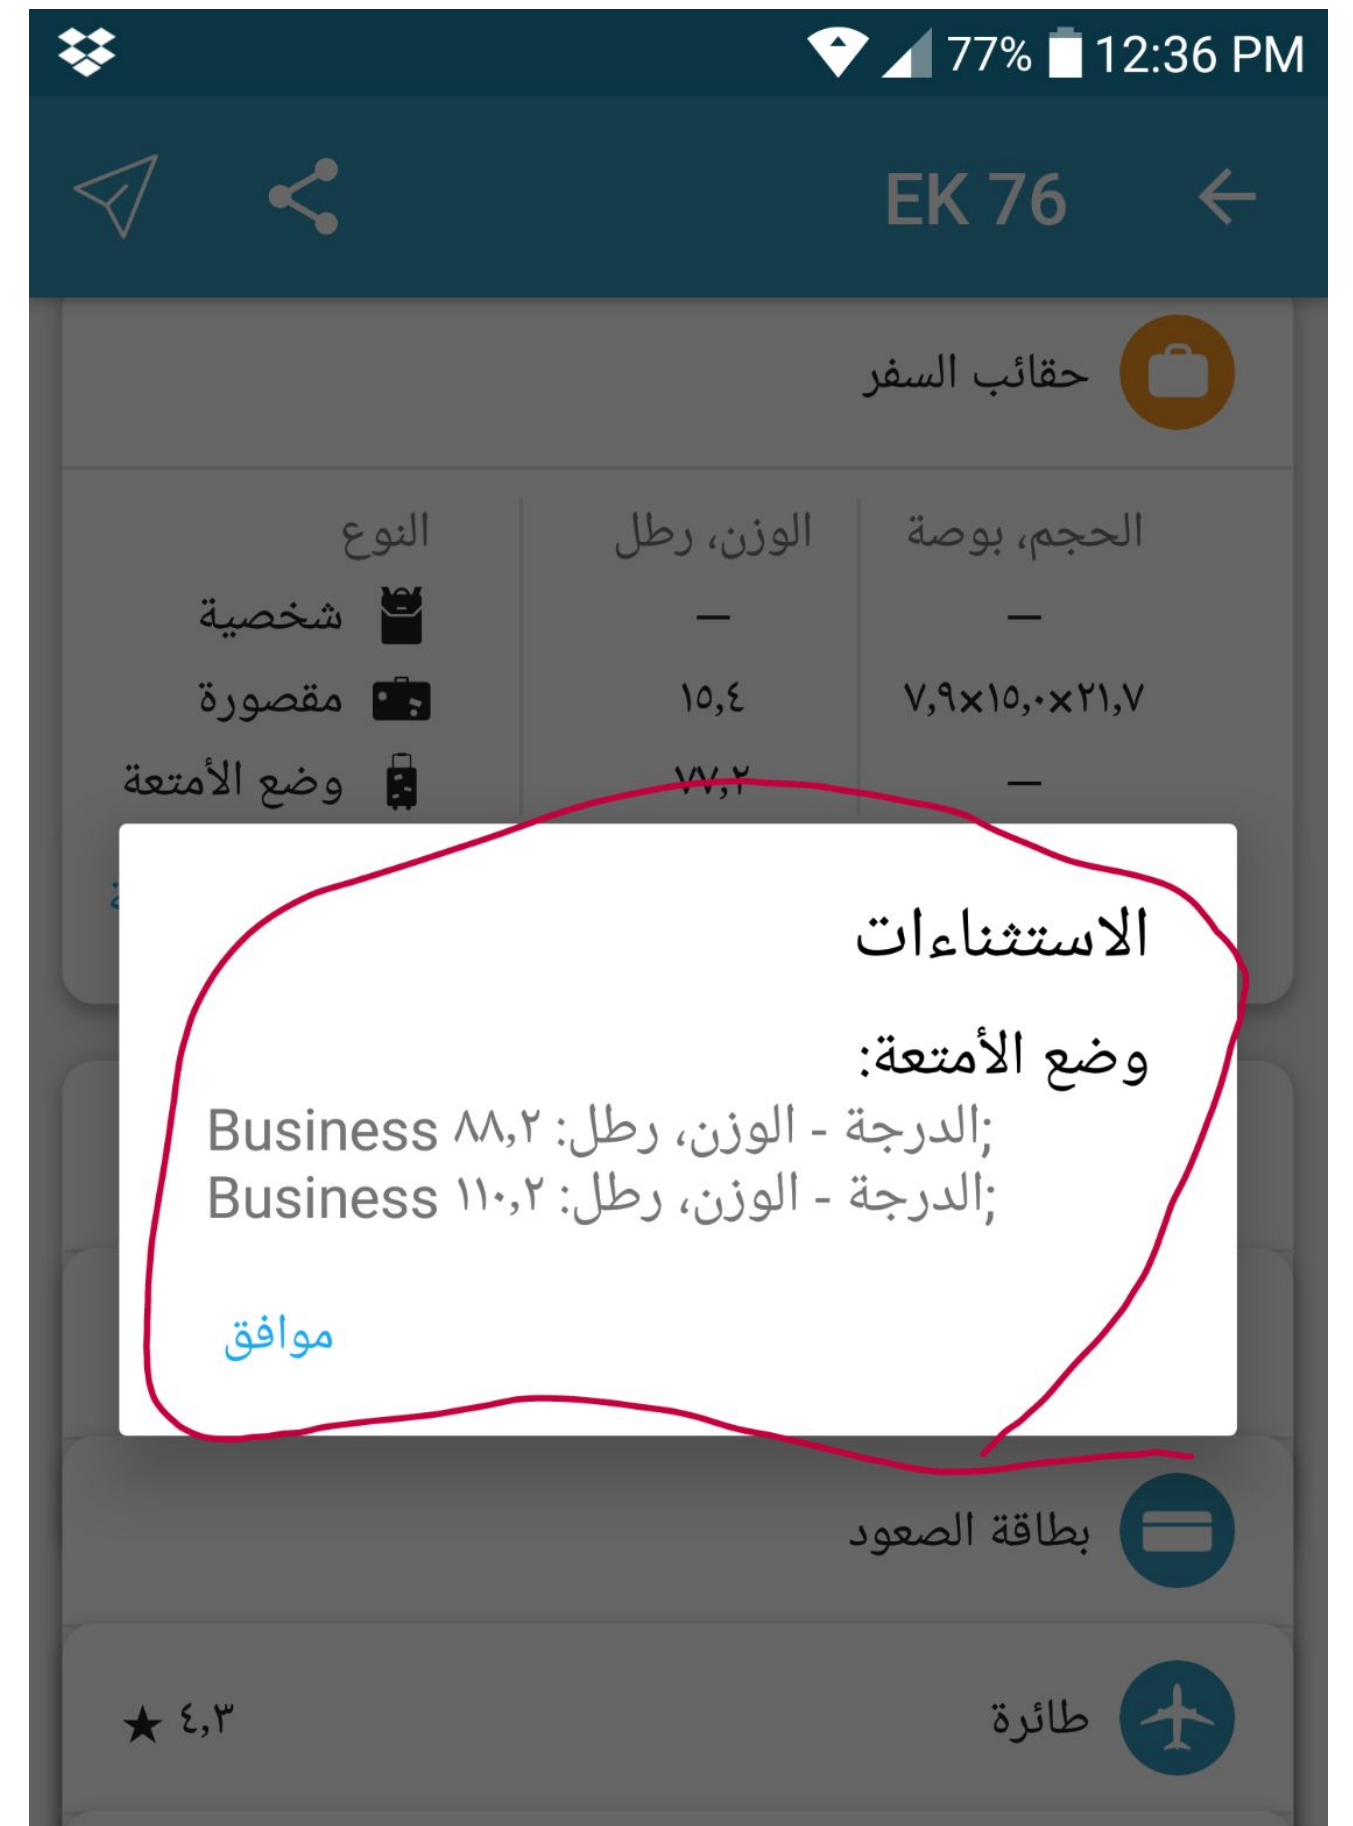 77% 12:36 PM
EK 76
حقائب السفر
الحجم، بوصة الوزن، رطل النوع
— — شخصية
٢١,٧×١٥,٠×٧,٩ ١٥,٤ مقصورة
— ٧٧,٢ وضع الأمتعة
الاستثناءات
وضع الأمتعة:
Business الدرجة - الوزن، رطل: ٨٨,٢;
Business الدرجة - الوزن، رطل: ١١٠,٢;
موافق
بطاقة الصعود
طائرة
٤,٣ ★